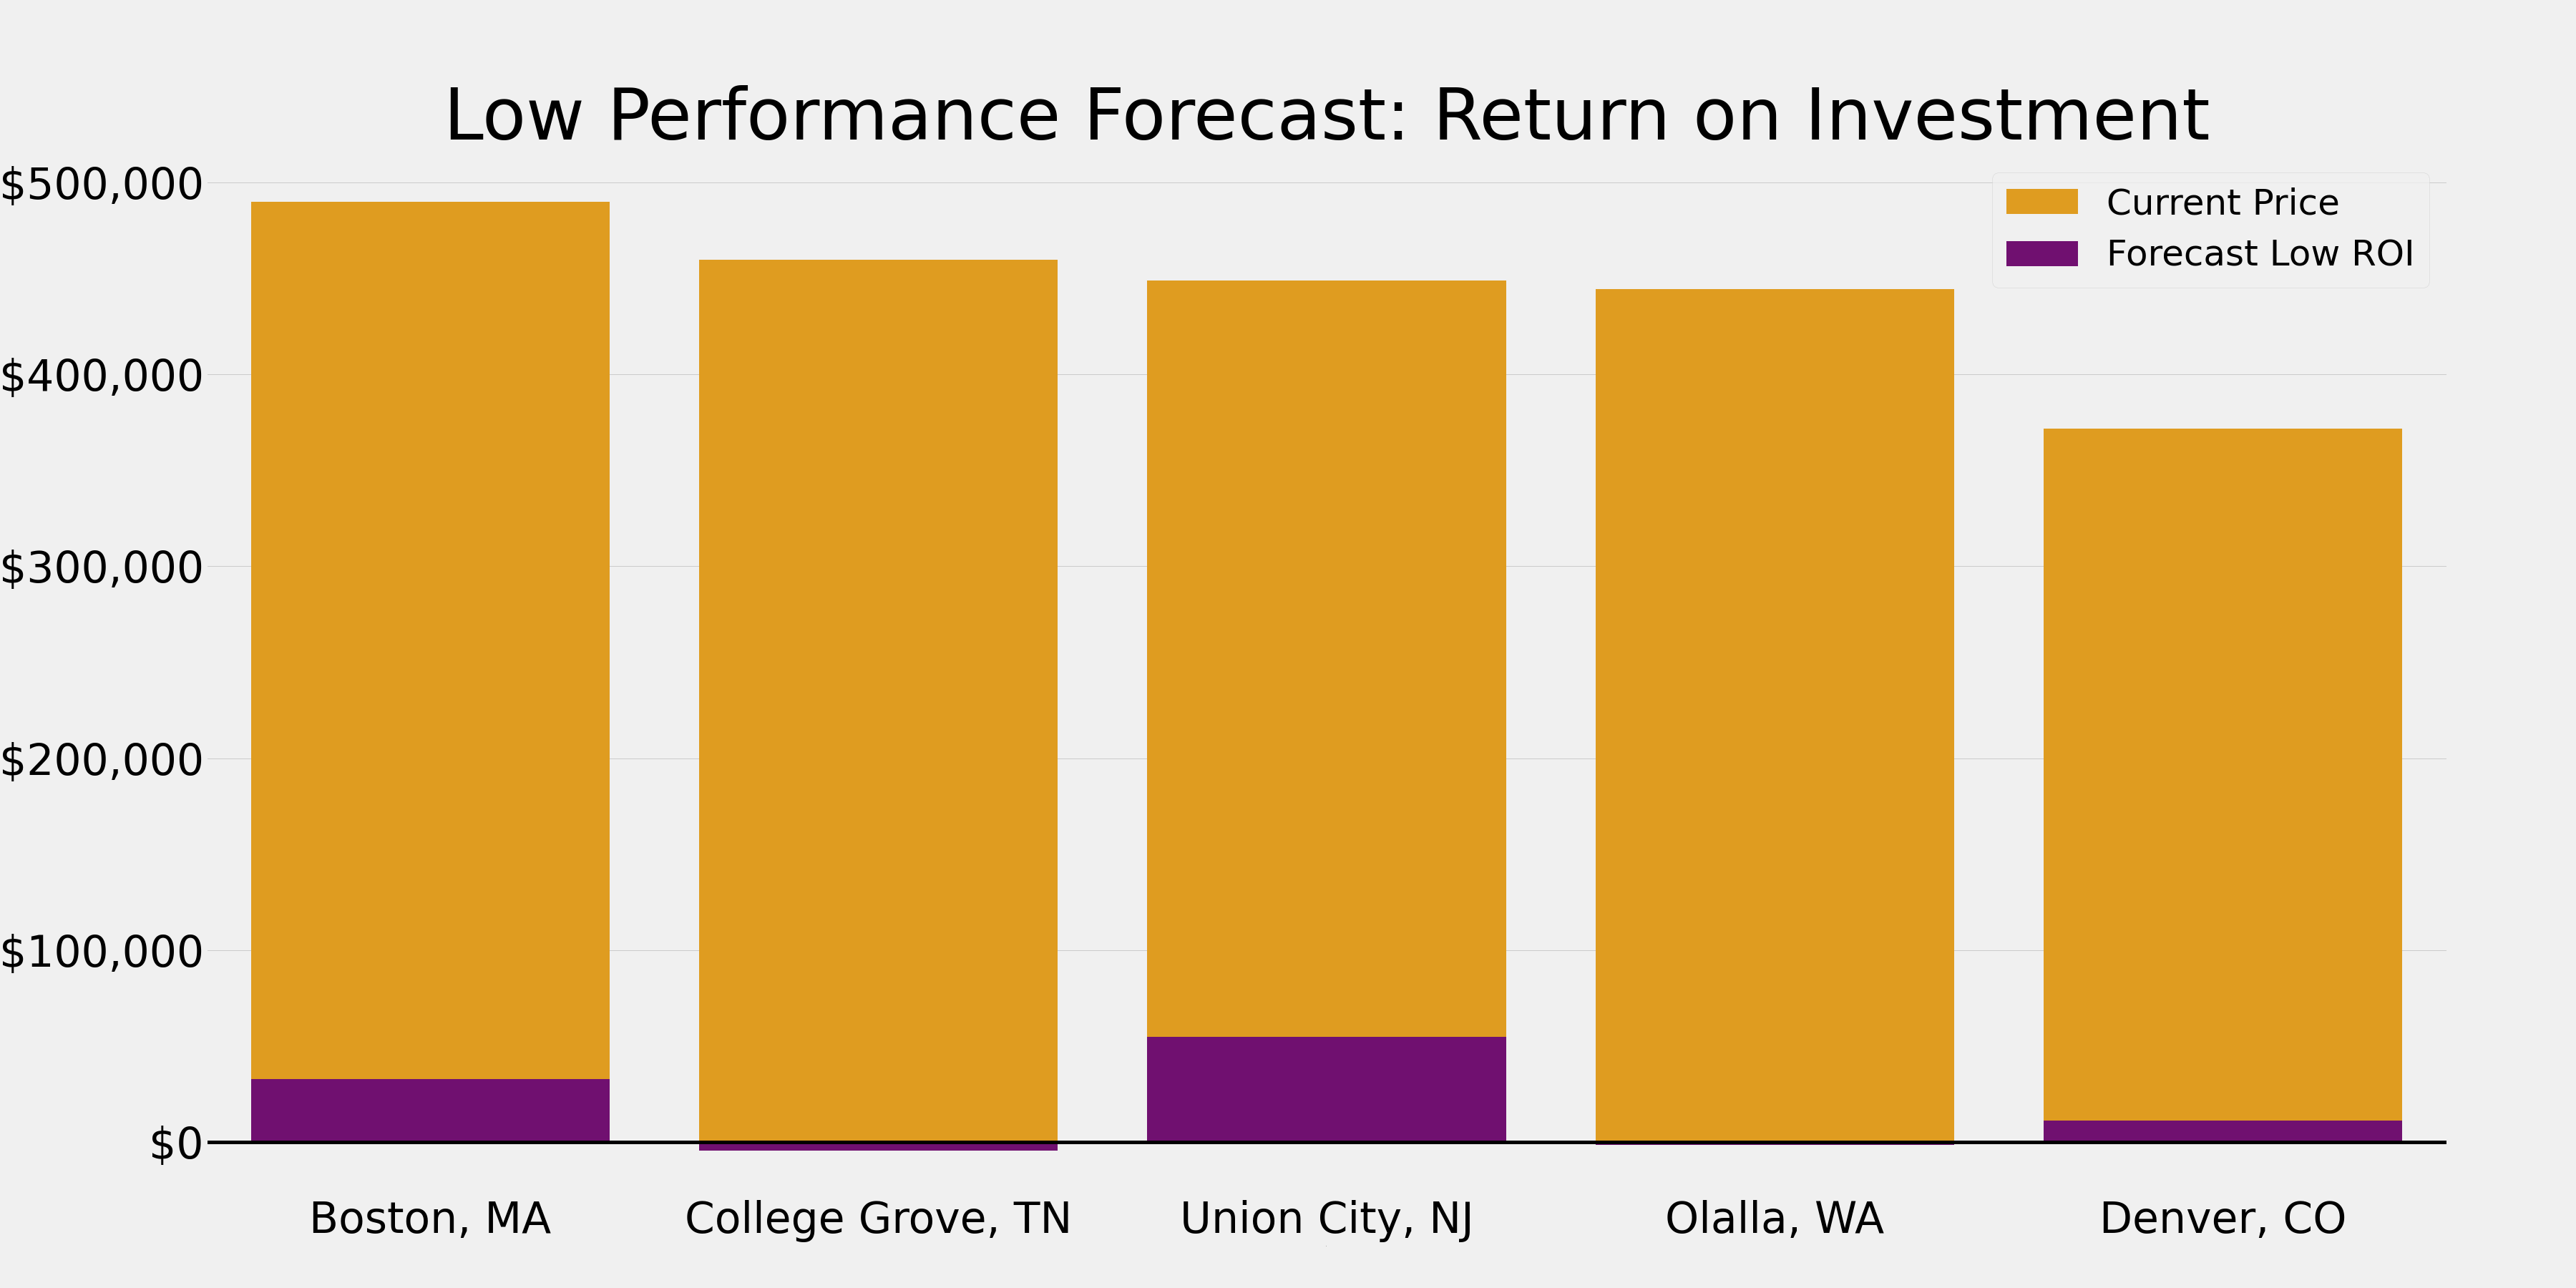 Low Performance Forecast: Return on Investment
$500,000
$400,000
$300,000
$200,000
$100,000
$0
Current Price
Forecast Low ROI
Boston, MA
College Grove, TN
Union City, NJ
Olalla, WA
Denver, CO